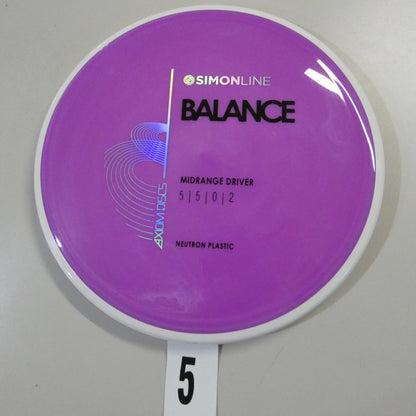 SIMONLINE
BALANCE
MIDRANGE DRIVER
5 | 5 | 0 | 2
AXIOM DISCS
NEUTRON PLASTIC
5